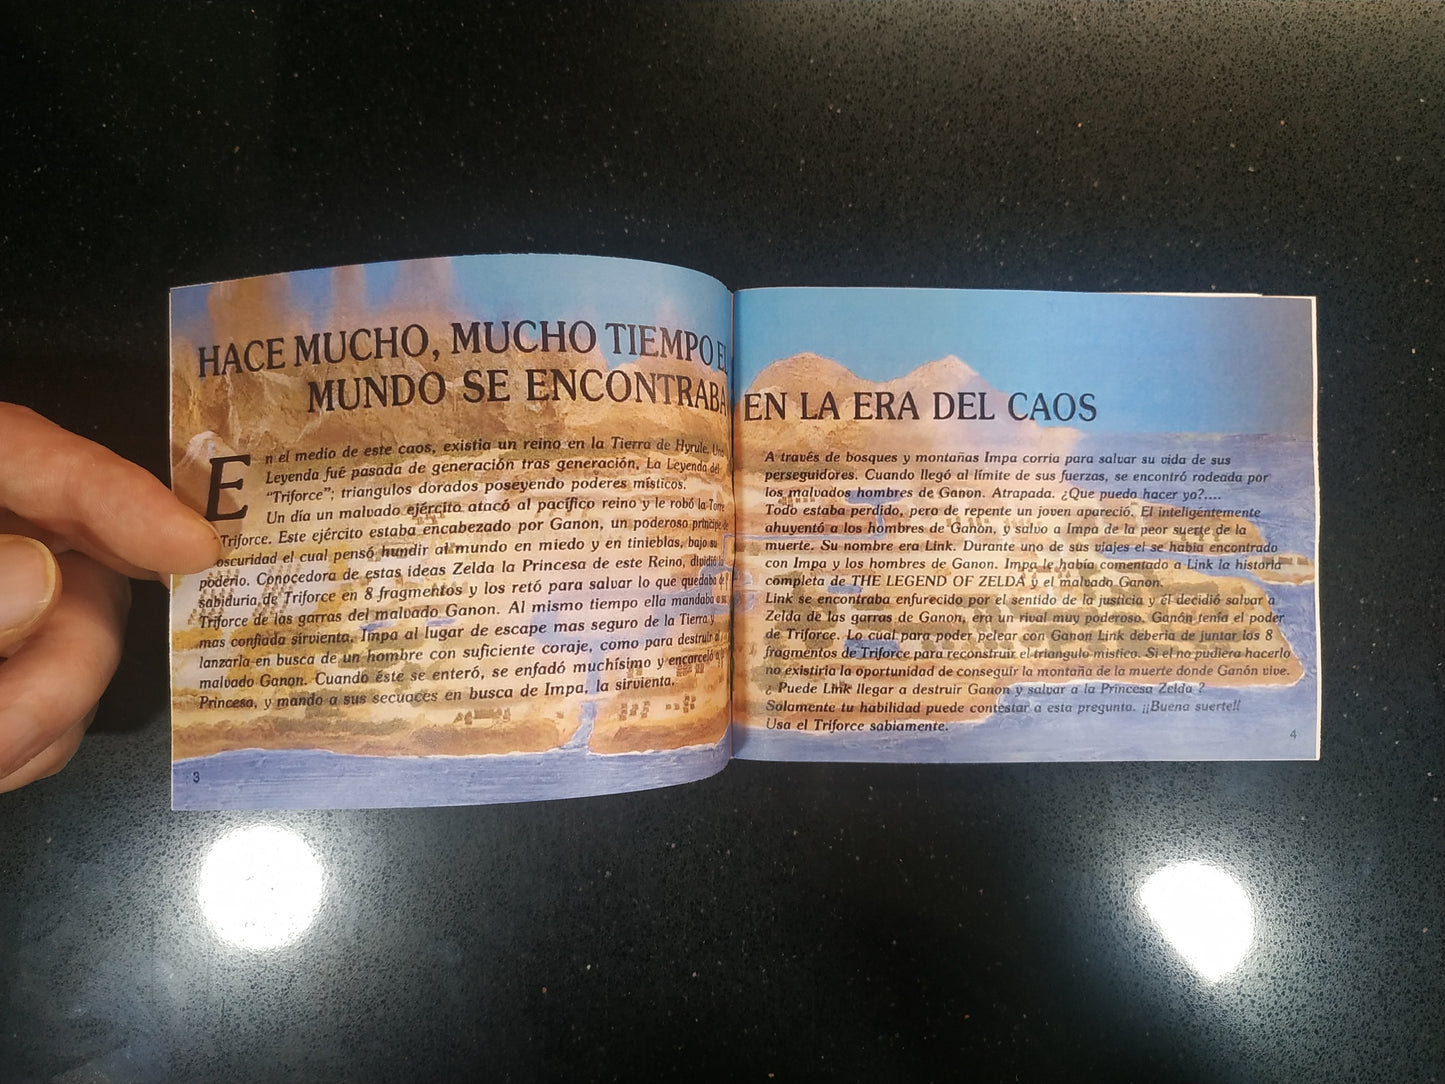 HACE MUCHO, MUCHO TIEMPO EL
MUNDO SE ENCONTRABA EN LA ERA DEL CAOS
En el medio de este caos, existia un reino en la Tierra de Hyrule. Una
Leyenda fué pasada de generación tras generación, La Leyenda del
"Triforce"; triangulos dorados poseyendo poderes místicos.
Un día un malvado ejército atacó al pacífico reino y le robó la Torre
Triforce. Este ejército estaba encabezado por Ganon, un poderoso príncipe de
oscuridad el cual pensó hundir al mundo en miedo y en tinieblas, bajo su
poderio. Conocedora de estas ideas Zelda la Princesa de este Reino, dividió la
sabiduria de Triforce en 8 fragmentos y los retó para salvar lo que quedaba de
Triforce de las garras del malvado Ganon. Al mismo tiempo ella mandaba a su
mas confiada sirvienta, Impa al lugar de escape mas seguro de la Tierra y
lanzarla en busca de un hombre con suficiente coraje, como para destruir al
malvado Ganon. Cuando éste se enteró, se enfadó muchísimo y encarceló a la
Princesa, y mando a sus secuaces en busca de Impa, la sirvienta.
3
A través de bosques y montañas Impa corria para salvar su vida de sus
perseguidores. Cuando llegó al límite de sus fuerzas, se encontró rodeada por
los malvados hombres de Ganon. Atrapada. ¿Que puedo hacer yo?....
Todo estaba perdido, pero de repente un joven apareció. El inteligéntemente
ahuyentó a los hombres de Ganon, y salvo a Impa de la peor suerte de la
muerte. Su nombre era Link. Durante uno de sus viajes el se habia encontrado
con Impa y los hombres de Ganon. Impa le había comentado a Link la historia
completa de THE LEGEND OF ZELDA y el malvado Ganon.
Link se encontraba enfurecido por el sentido de la justicia y él decidió salvar a
Zelda de las garras de Ganon, era un rival muy poderoso. Ganón tenía el poder
de Triforce. Lo cual para poder pelear con Ganon Link deberia de juntar los 8
fragmentos de Triforce para reconstruir el triangulo mistico. Si el no pudiera hacerlo
no existiria la oportunidad de conseguir la montaña de la muerte donde Ganón vive.
¿ Puede Link llegar a destruir Ganon y salvar a la Princesa Zelda ?
Solamente tu habilidad puede contestar a esta pregunta. ¡¡Buena suerte!!
Usa el Triforce sabiamente.
4